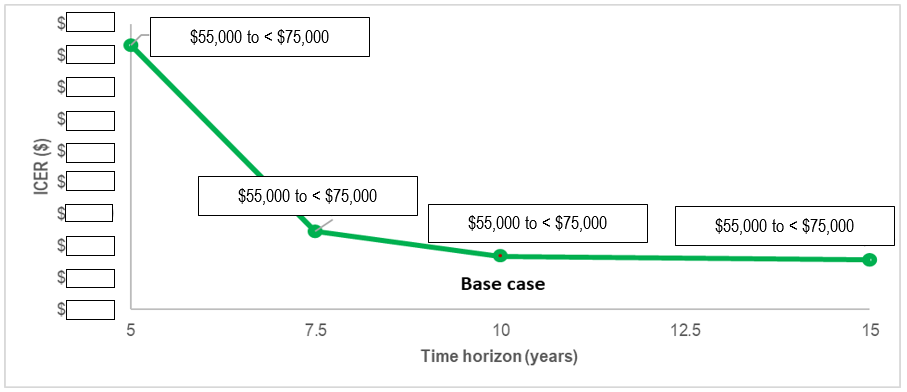 $
$55,000 to < $75,000
$
$
$
$
$
$
$
$
$
ICER ($)
$55,000 to < $75,000
$55,000 to < $75,000
$55,000 to < $75,000
Base case
5
7.5
10
12.5
15
Time horizon (years)